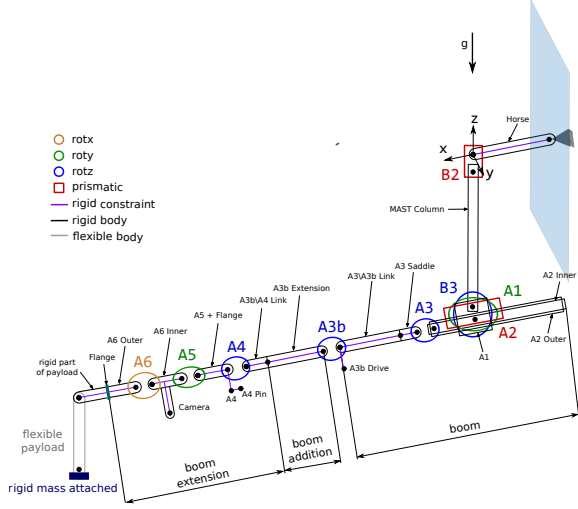 g
z
x
y
Horse
B2
MAST Column
rotx
roty
rotz
prismatic
rigid constraint
rigid body
flexible body
A3 Saddle
A3\A3b Link
A3b Extension
A3b\A4 Link
A5 + Flange
A6 Inner
A6 Outer
Flange
rigid part
of payload
A2 Inner
B3
A1
A3
A2
A3b
A4
A5
A6
A2 Outer
A1
A3b Drive
A4 Pin
A4
Camera
flexible
payload
rigid mass attached
boom
extension
boom
addition
boom